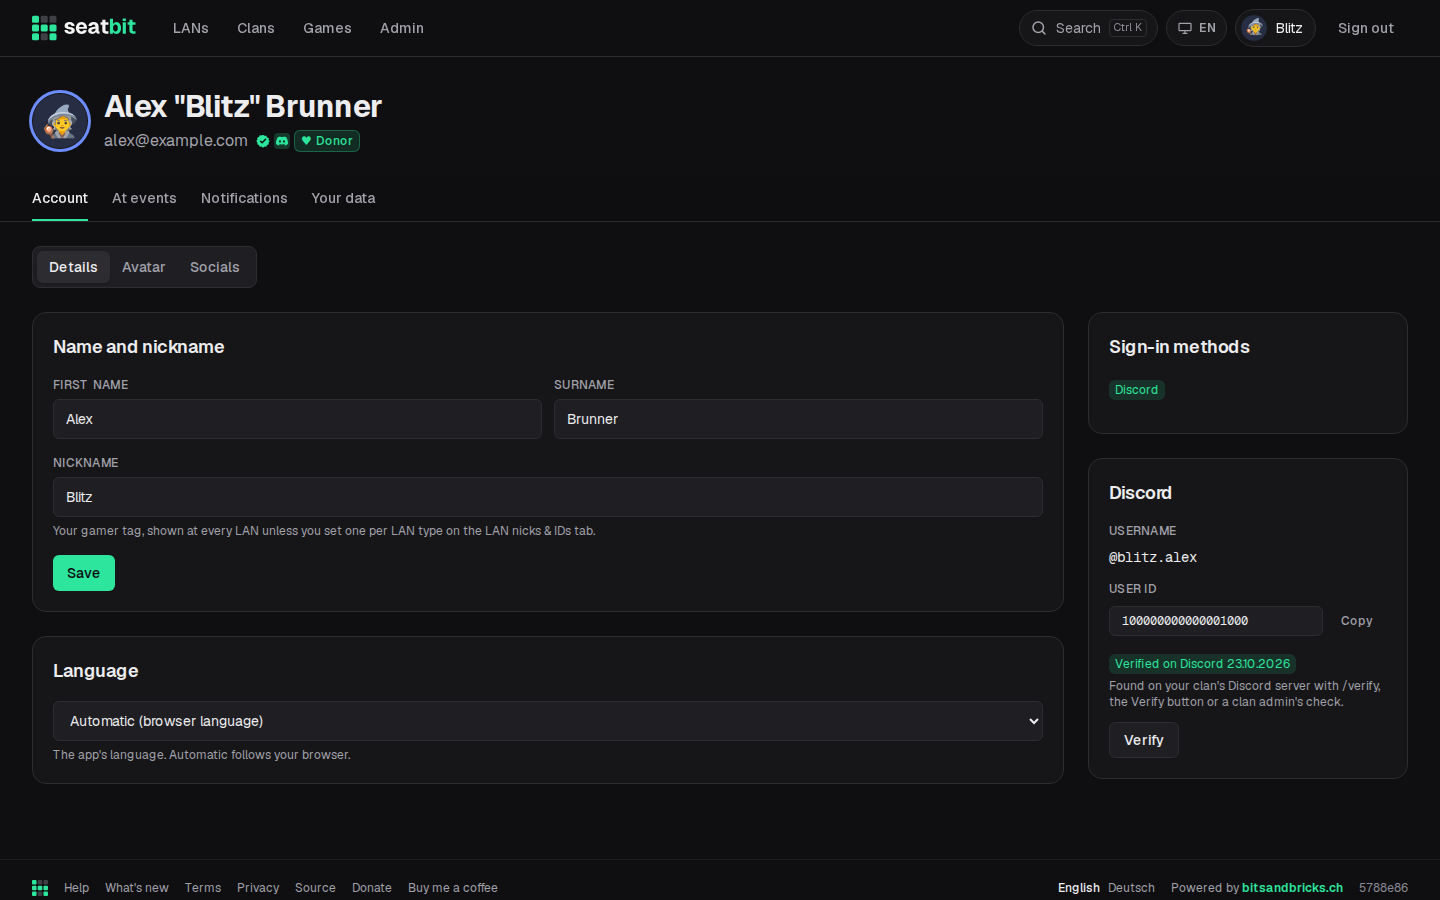 seatbit LANs Clans Games Admin Search Ctrl K EN Blitz Sign out
Alex "Blitz" Brunner
alex@example.com Donor
Account At events Notifications Your data
Details Avatar Socials
Name and nickname
FIRST NAME SURNAME
Alex Brunner
NICKNAME
Blitz
Your gamer tag, shown at every LAN unless you set one per LAN type on the LAN nicks & IDs tab.
Save
Language
Automatic (browser language)
The app's language. Automatic follows your browser.
Sign-in methods
Discord
Discord
USERNAME
@blitz.alex
USER ID
100000000000001000 Copy
Verified on Discord 23.10.2026
Found on your clan's Discord server with /verify,
the Verify button or a clan admin's check.
Verify
Help What's new Terms Privacy Source Donate Buy me a coffee English Deutsch Powered by bitsandbricks.ch 5788e86